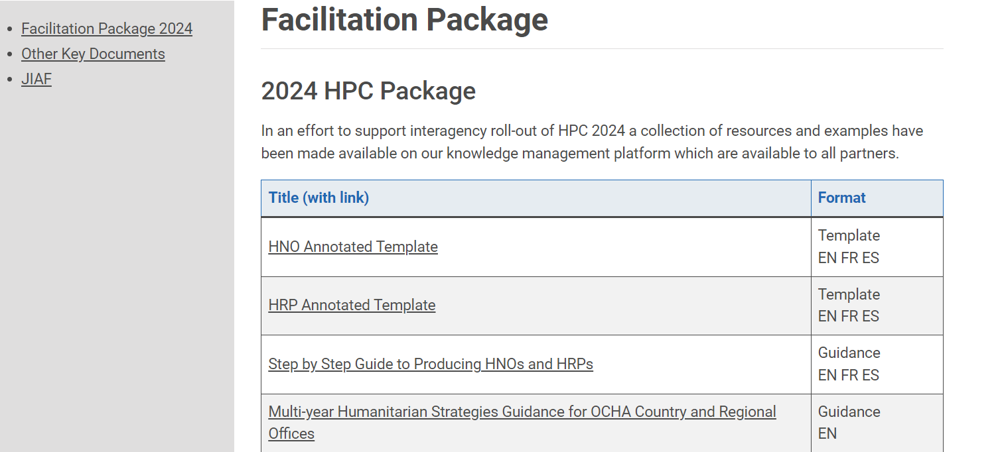 Facilitation Package 2024
Other Key Documents
JIAF
Facilitation Package
2024 HPC Package
In an effort to support interagency roll-out of HPC 2024 a collection of resources and examples have
been made available on our knowledge management platform which are available to all partners.
Title (with link) Format
HNO Annotated Template
Template
EN FR ES
HRP Annotated Template
Template
EN FR ES
Step by Step Guide to Producing HNOs and HRPs
Guidance
EN FR ES
Multi-year Humanitarian Strategies Guidance for OCHA Country and Regional
Offices
Guidance
EN